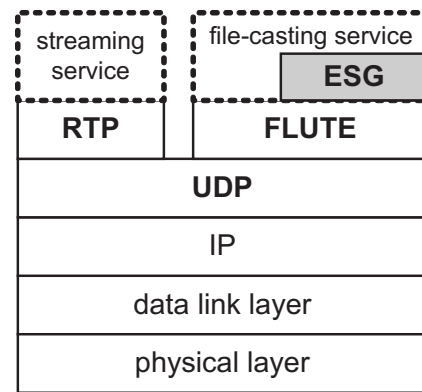 streaming
service
file-casting service
ESG
RTP
FLUTE
UDP
IP
data link layer
physical layer